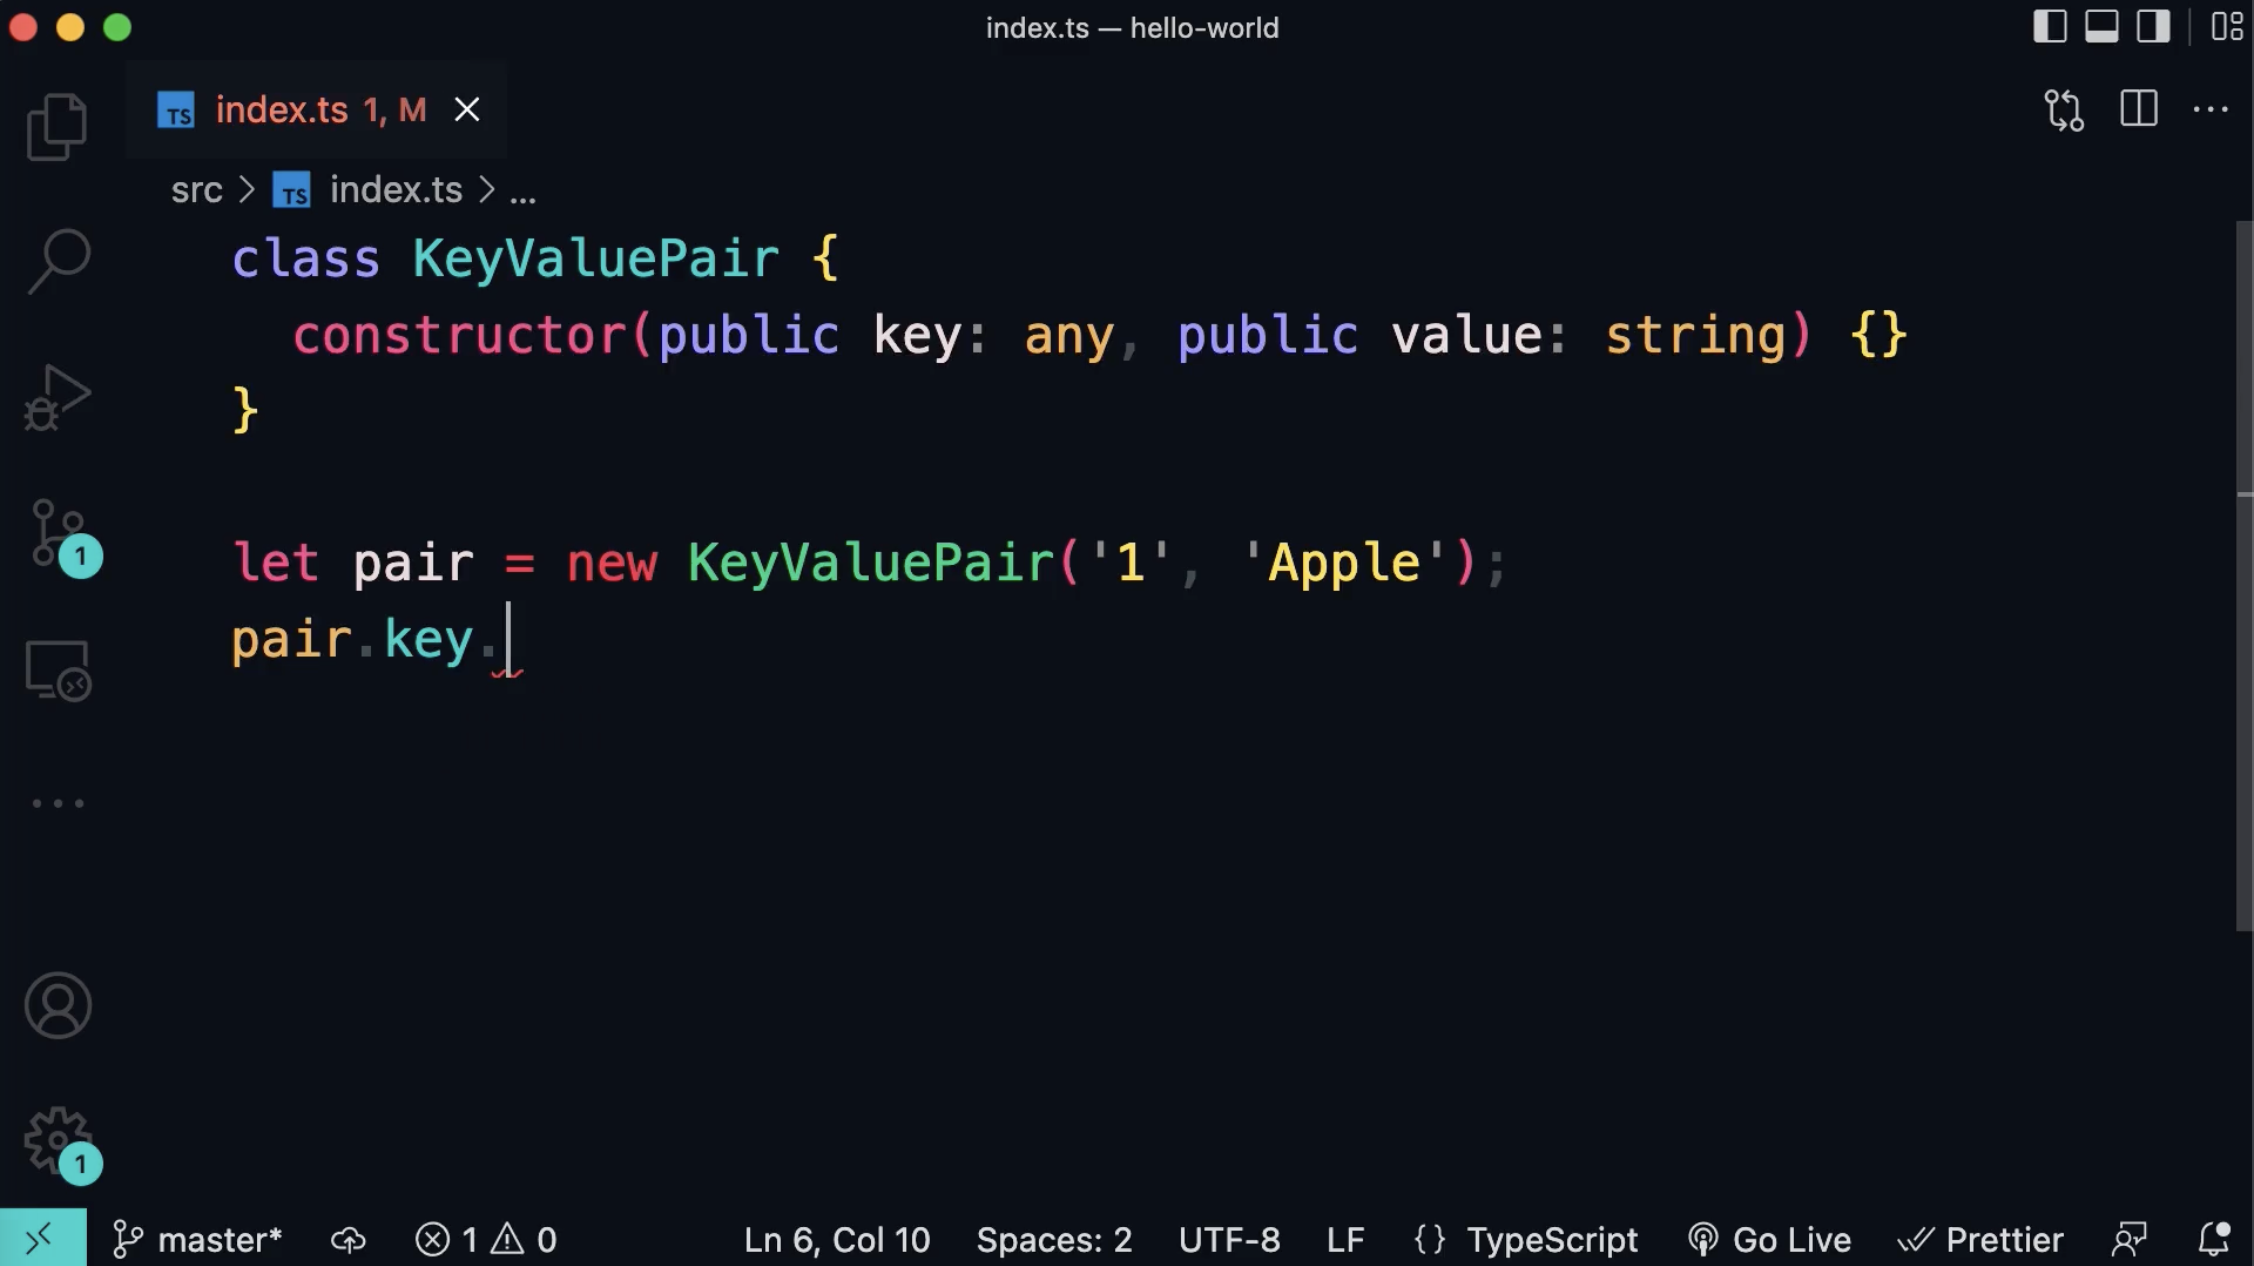 index.ts — hello-world
TS index.ts 1, M
src > TS index.ts > ...
class KeyValuePair {
constructor(public key: any, public value: string) {}
}
let pair = new KeyValuePair('1', 'Apple');
pair.key.
1
1
master* 1 0 Ln 6, Col 10 Spaces: 2 UTF-8 LF {} TypeScript Go Live Prettier